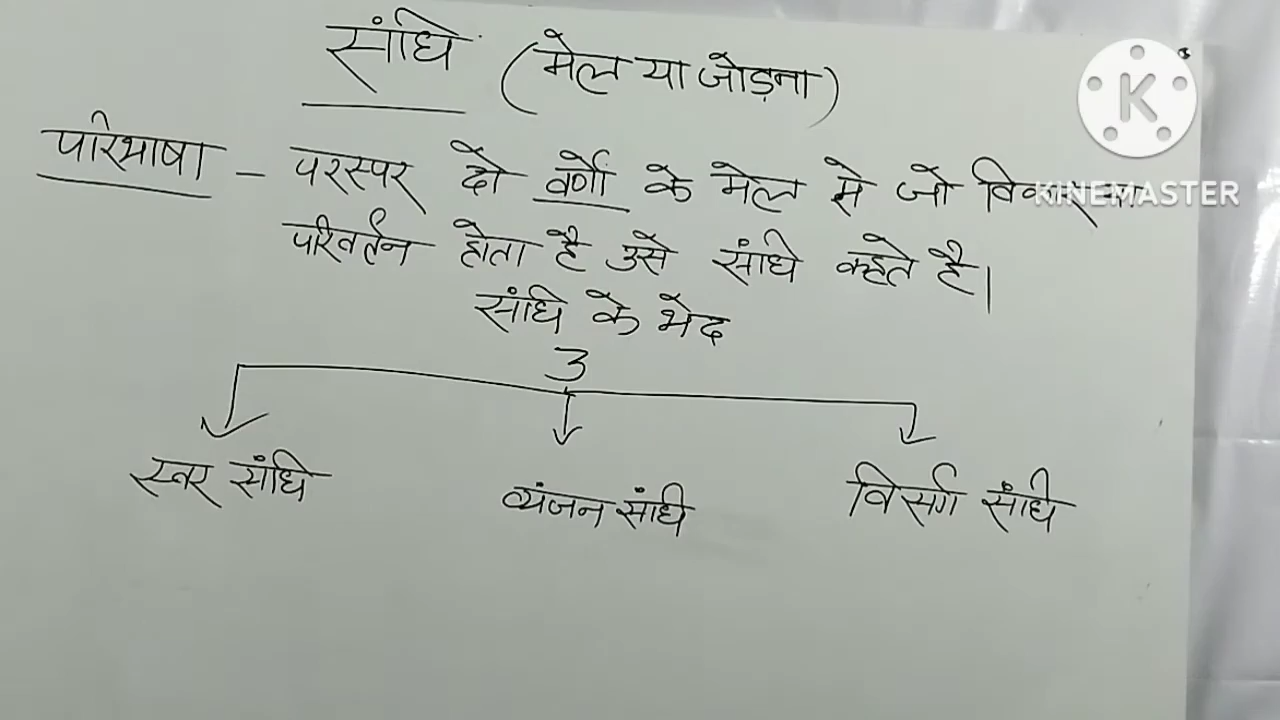 संधि (मेल या जोड़ना)
परिभाषा - परस्पर दो वर्णों के मेल से जो
परिवर्तन होता है उसे संधि कहते है।
संधि के भेद
3
स्वर संधि व्यंजन संधि विसर्ग संधि
K
KINEMASTER